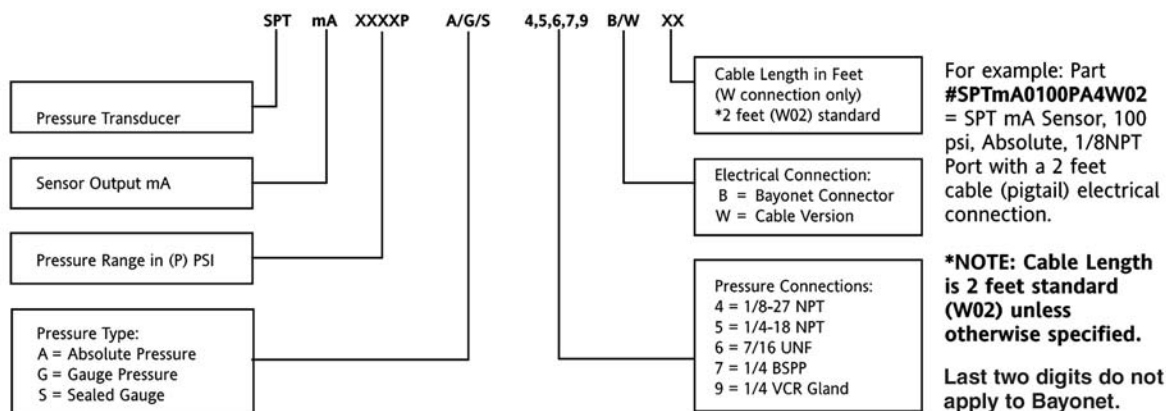 SPT mA XXXXP A/G/S 4,5,6,7,9 B/W XX
Pressure Transducer
Sensor Output mA
Pressure Range in (P) PSI
Pressure Type:
A = Absolute Pressure
G = Gauge Pressure
S = Sealed Gauge
Cable Length in Feet
(W connection only)
*2 feet (W02) standard
Electrical Connection:
B = Bayonet Connector
W = Cable Version
Pressure Connections:
4 = 1/8-27 NPT
5 = 1/4-18 NPT
6 = 7/16 UNF
7 = 1/4 BSPP
9 = 1/4 VCR Gland
For example: Part
#SPTmA0100PA4W02
= SPT mA Sensor, 100
psi, Absolute, 1/8NPT
Port with a 2 feet
cable (pigtail) electrical
connection.
*NOTE: Cable Length
is 2 feet standard
(W02) unless
otherwise specified.
Last two digits do not
apply to Bayonet.